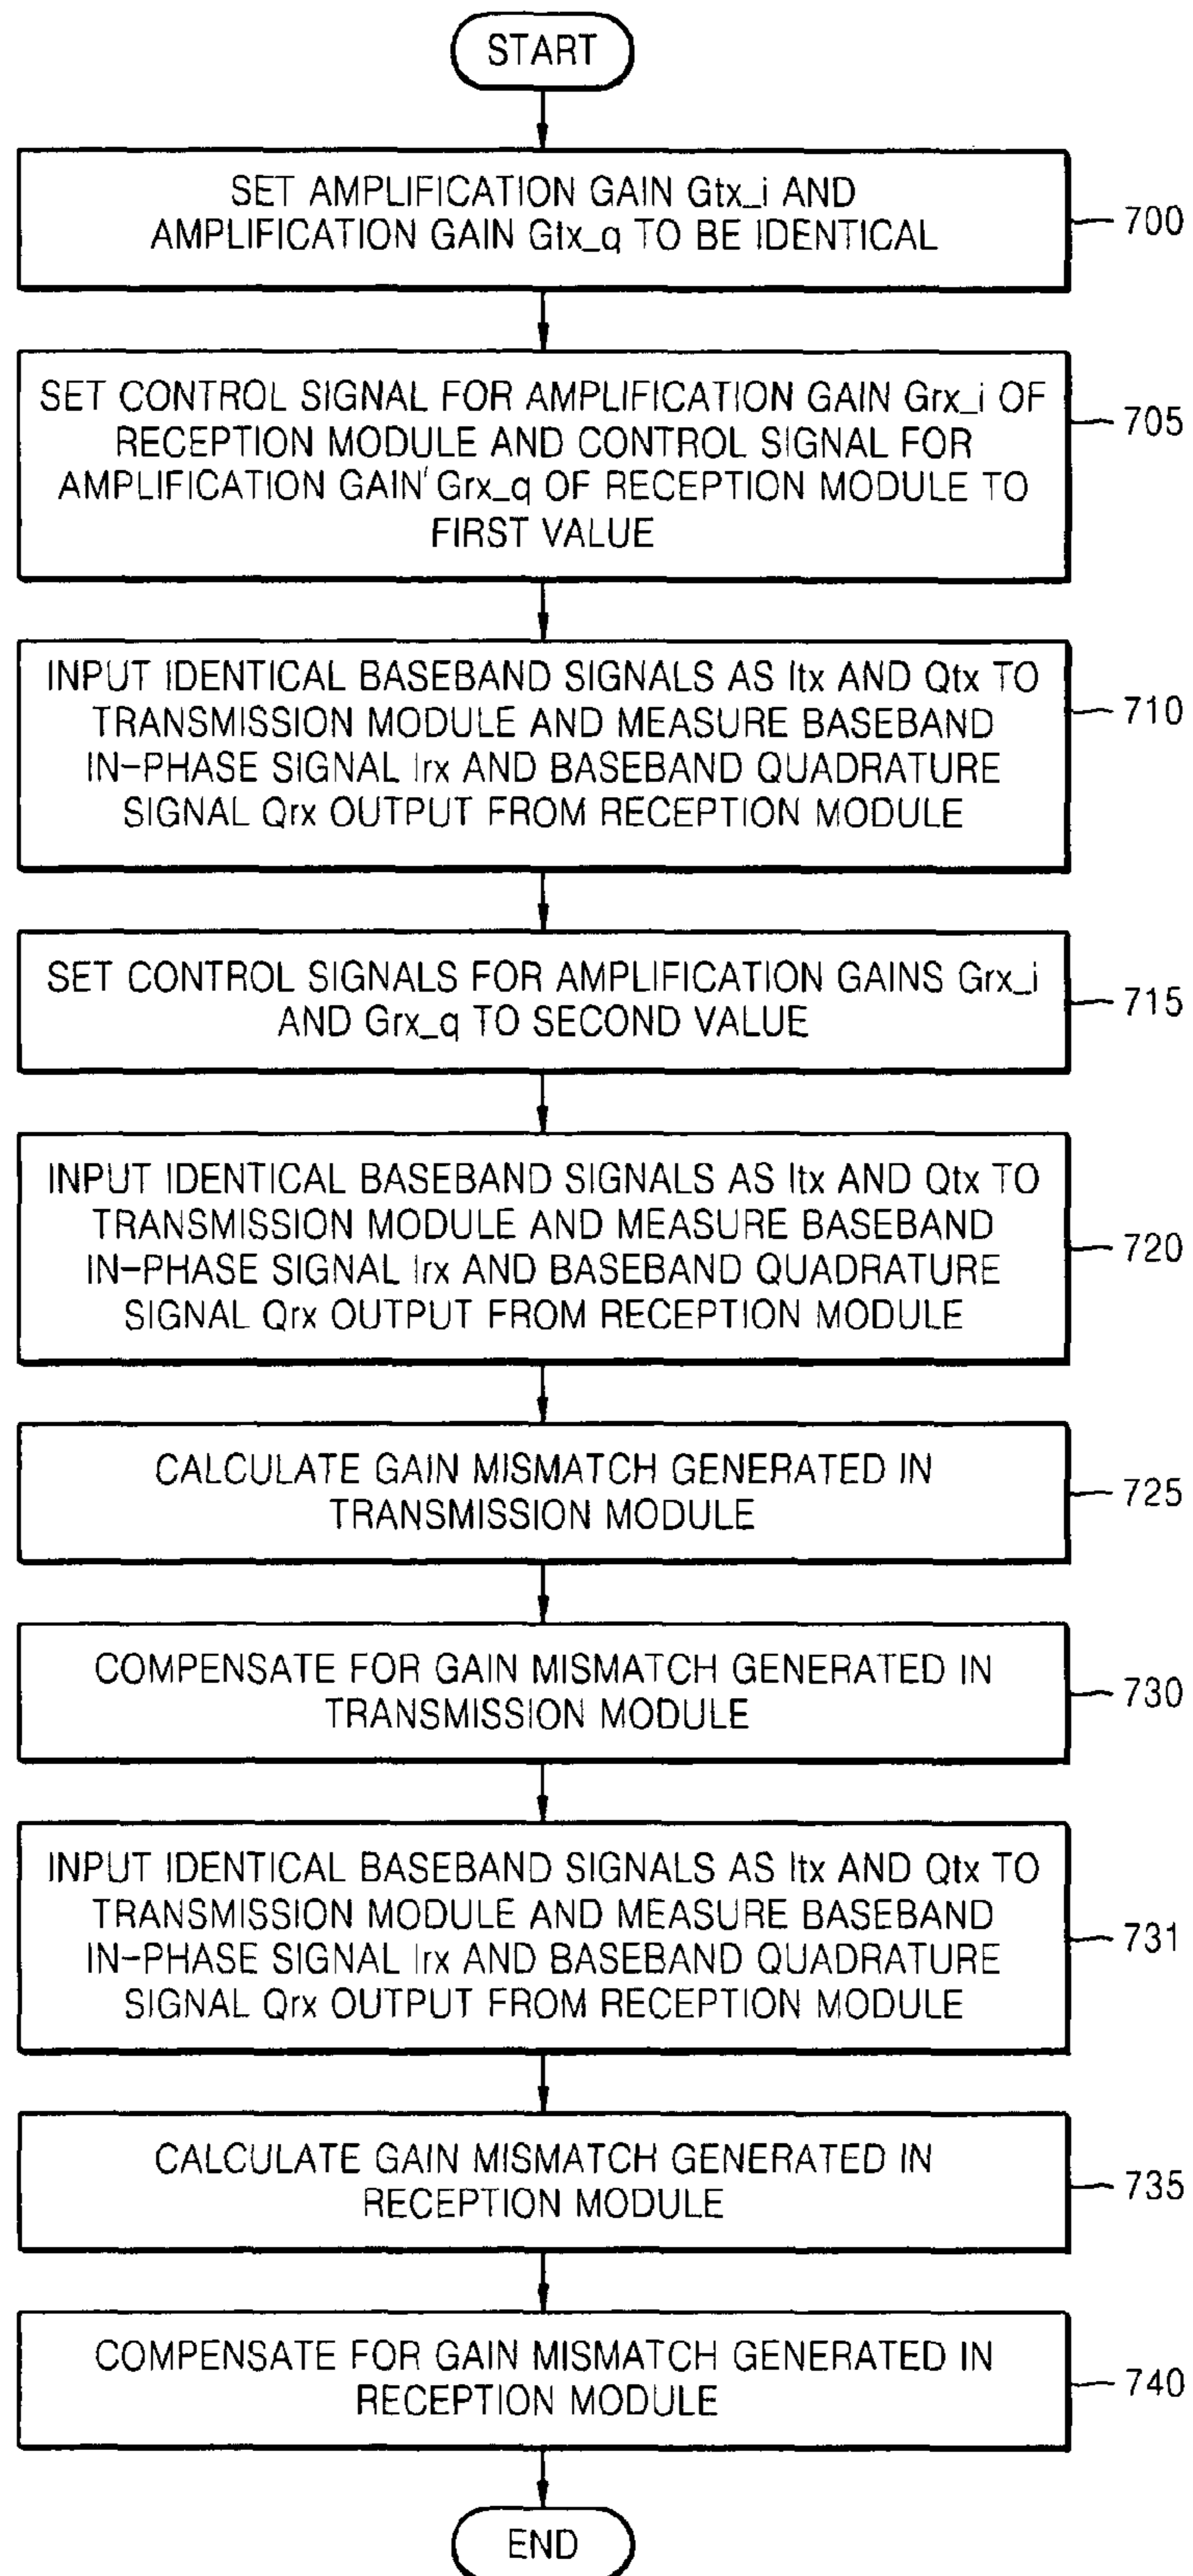 START
SET AMPLIFICATION GAIN Gtx_i AND
AMPLIFICATION GAIN Gtx_q TO BE IDENTICAL
700
SET CONTROL SIGNAL FOR AMPLIFICATION GAIN Grx_i OF
RECEPTION MODULE AND CONTROL SIGNAL FOR
AMPLIFICATION GAIN' Grx_q OF RECEPTION MODULE TO
FIRST VALUE
705
INPUT IDENTICAL BASEBAND SIGNALS AS Itx AND Qtx TO
TRANSMISSION MODULE AND MEASURE BASEBAND
IN-PHASE SIGNAL Irx AND BASEBAND QUADRATURE
SIGNAL Qrx OUTPUT FROM RECEPTION MODULE
710
SET CONTROL SIGNALS FOR AMPLIFICATION GAINS Grx_i
AND Grx_q TO SECOND VALUE
715
INPUT IDENTICAL BASEBAND SIGNALS AS Itx AND Qtx TO
TRANSMISSION MODULE AND MEASURE BASEBAND
IN-PHASE SIGNAL Irx AND BASEBAND QUADRATURE
SIGNAL Qrx OUTPUT FROM RECEPTION MODULE
720
CALCULATE GAIN MISMATCH GENERATED IN
TRANSMISSION MODULE
725
COMPENSATE FOR GAIN MISMATCH GENERATED IN
TRANSMISSION MODULE
730
INPUT IDENTICAL BASEBAND SIGNALS AS Itx AND Qtx TO
TRANSMISSION MODULE AND MEASURE BASEBAND
IN-PHASE SIGNAL Irx AND BASEBAND QUADRATURE
SIGNAL Qrx OUTPUT FROM RECEPTION MODULE
731
CALCULATE GAIN MISMATCH GENERATED IN
RECEPTION MODULE
735
COMPENSATE FOR GAIN MISMATCH GENERATED IN
RECEPTION MODULE
740
END